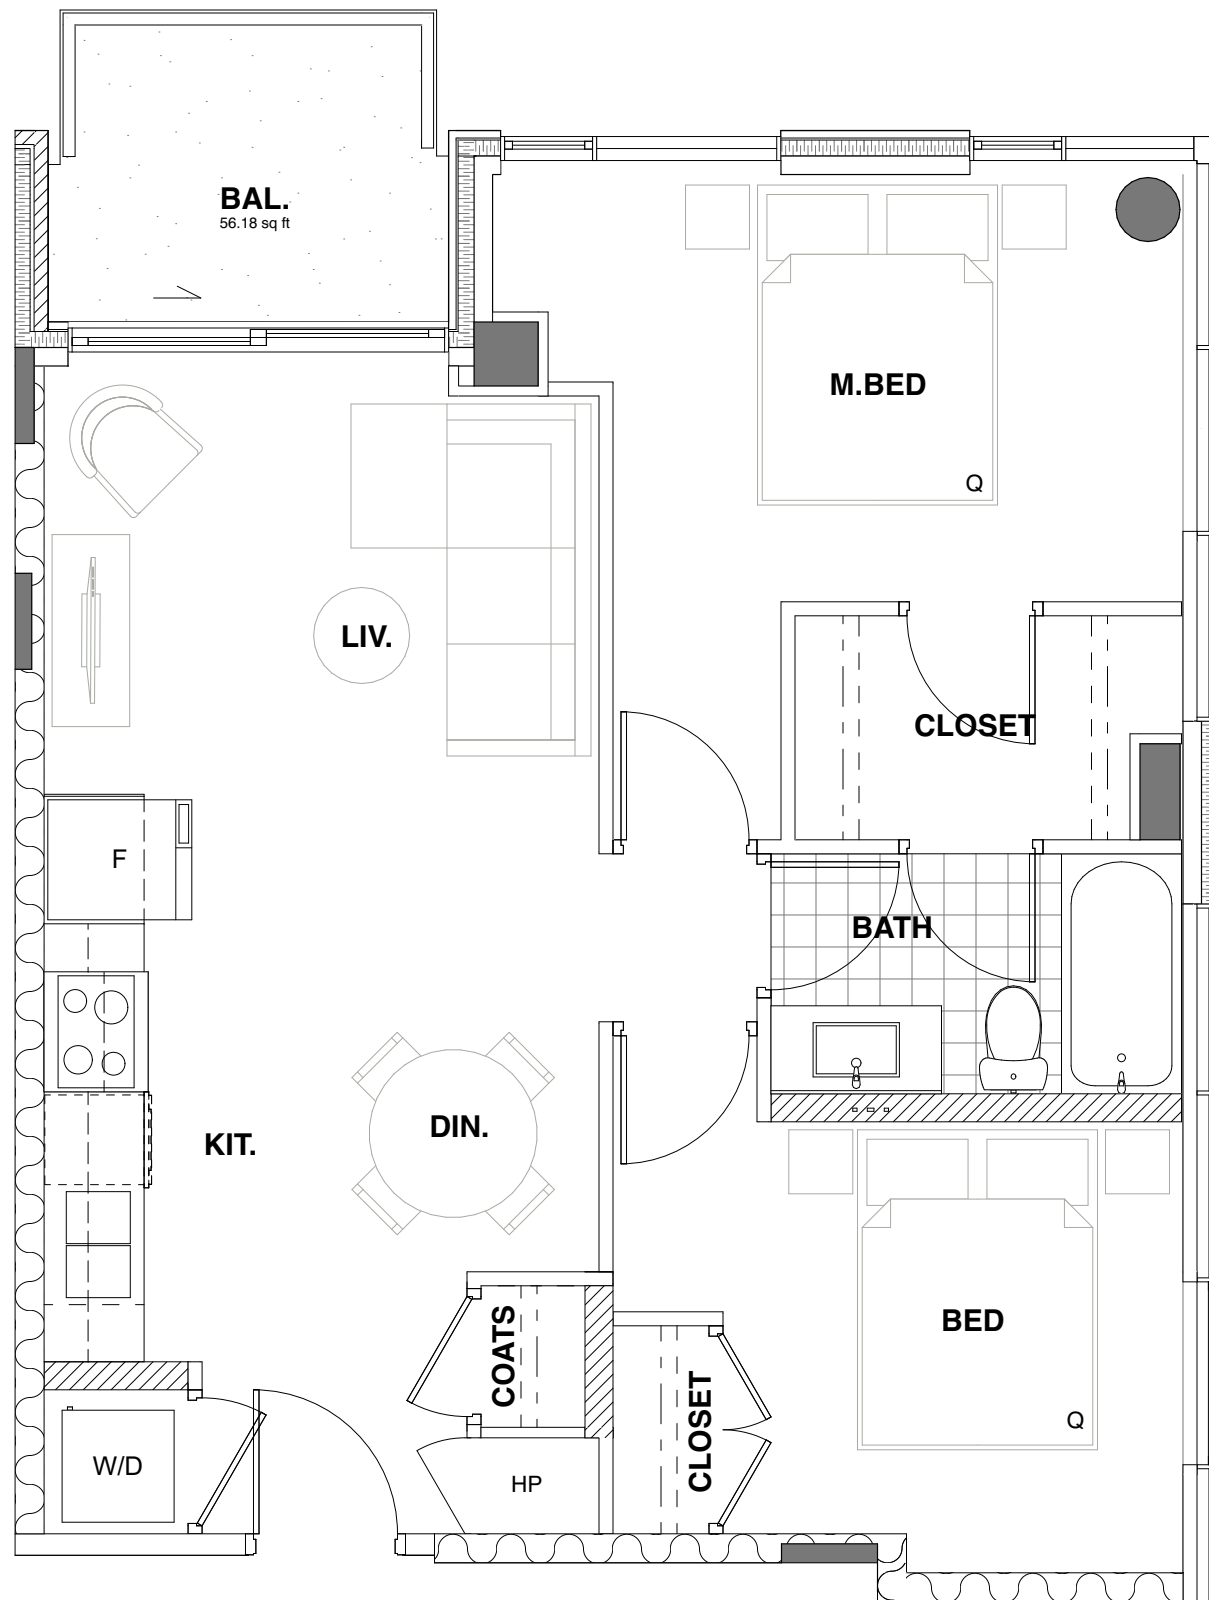 BAL.
56.18 sq ft
M.BED
Q
LIV.
CLOSET
F
BATH
DIN.
KIT.
COATS
BED
CLOSET
Q
W/D
HP